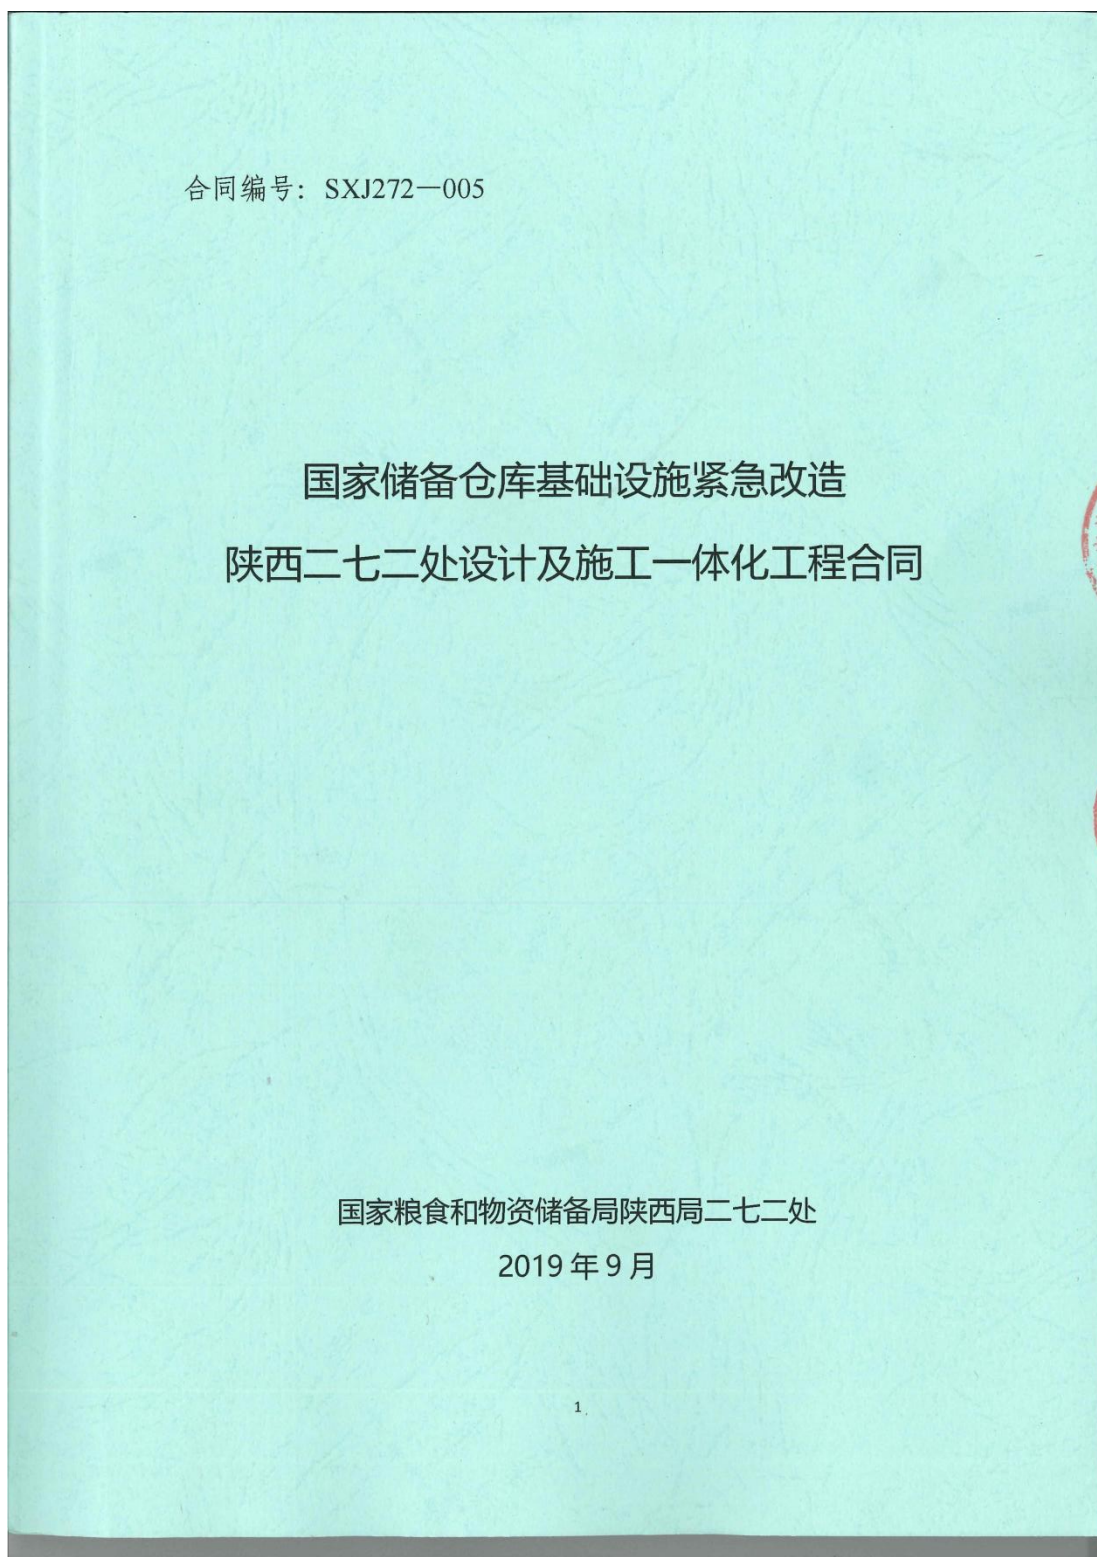 合同编号：SXJ272—005
国家储备仓库基础设施紧急改造
陕西二七二处设计及施工一体化工程合同
国家粮食和物资储备局陕西局二七二处
2019年9月
1